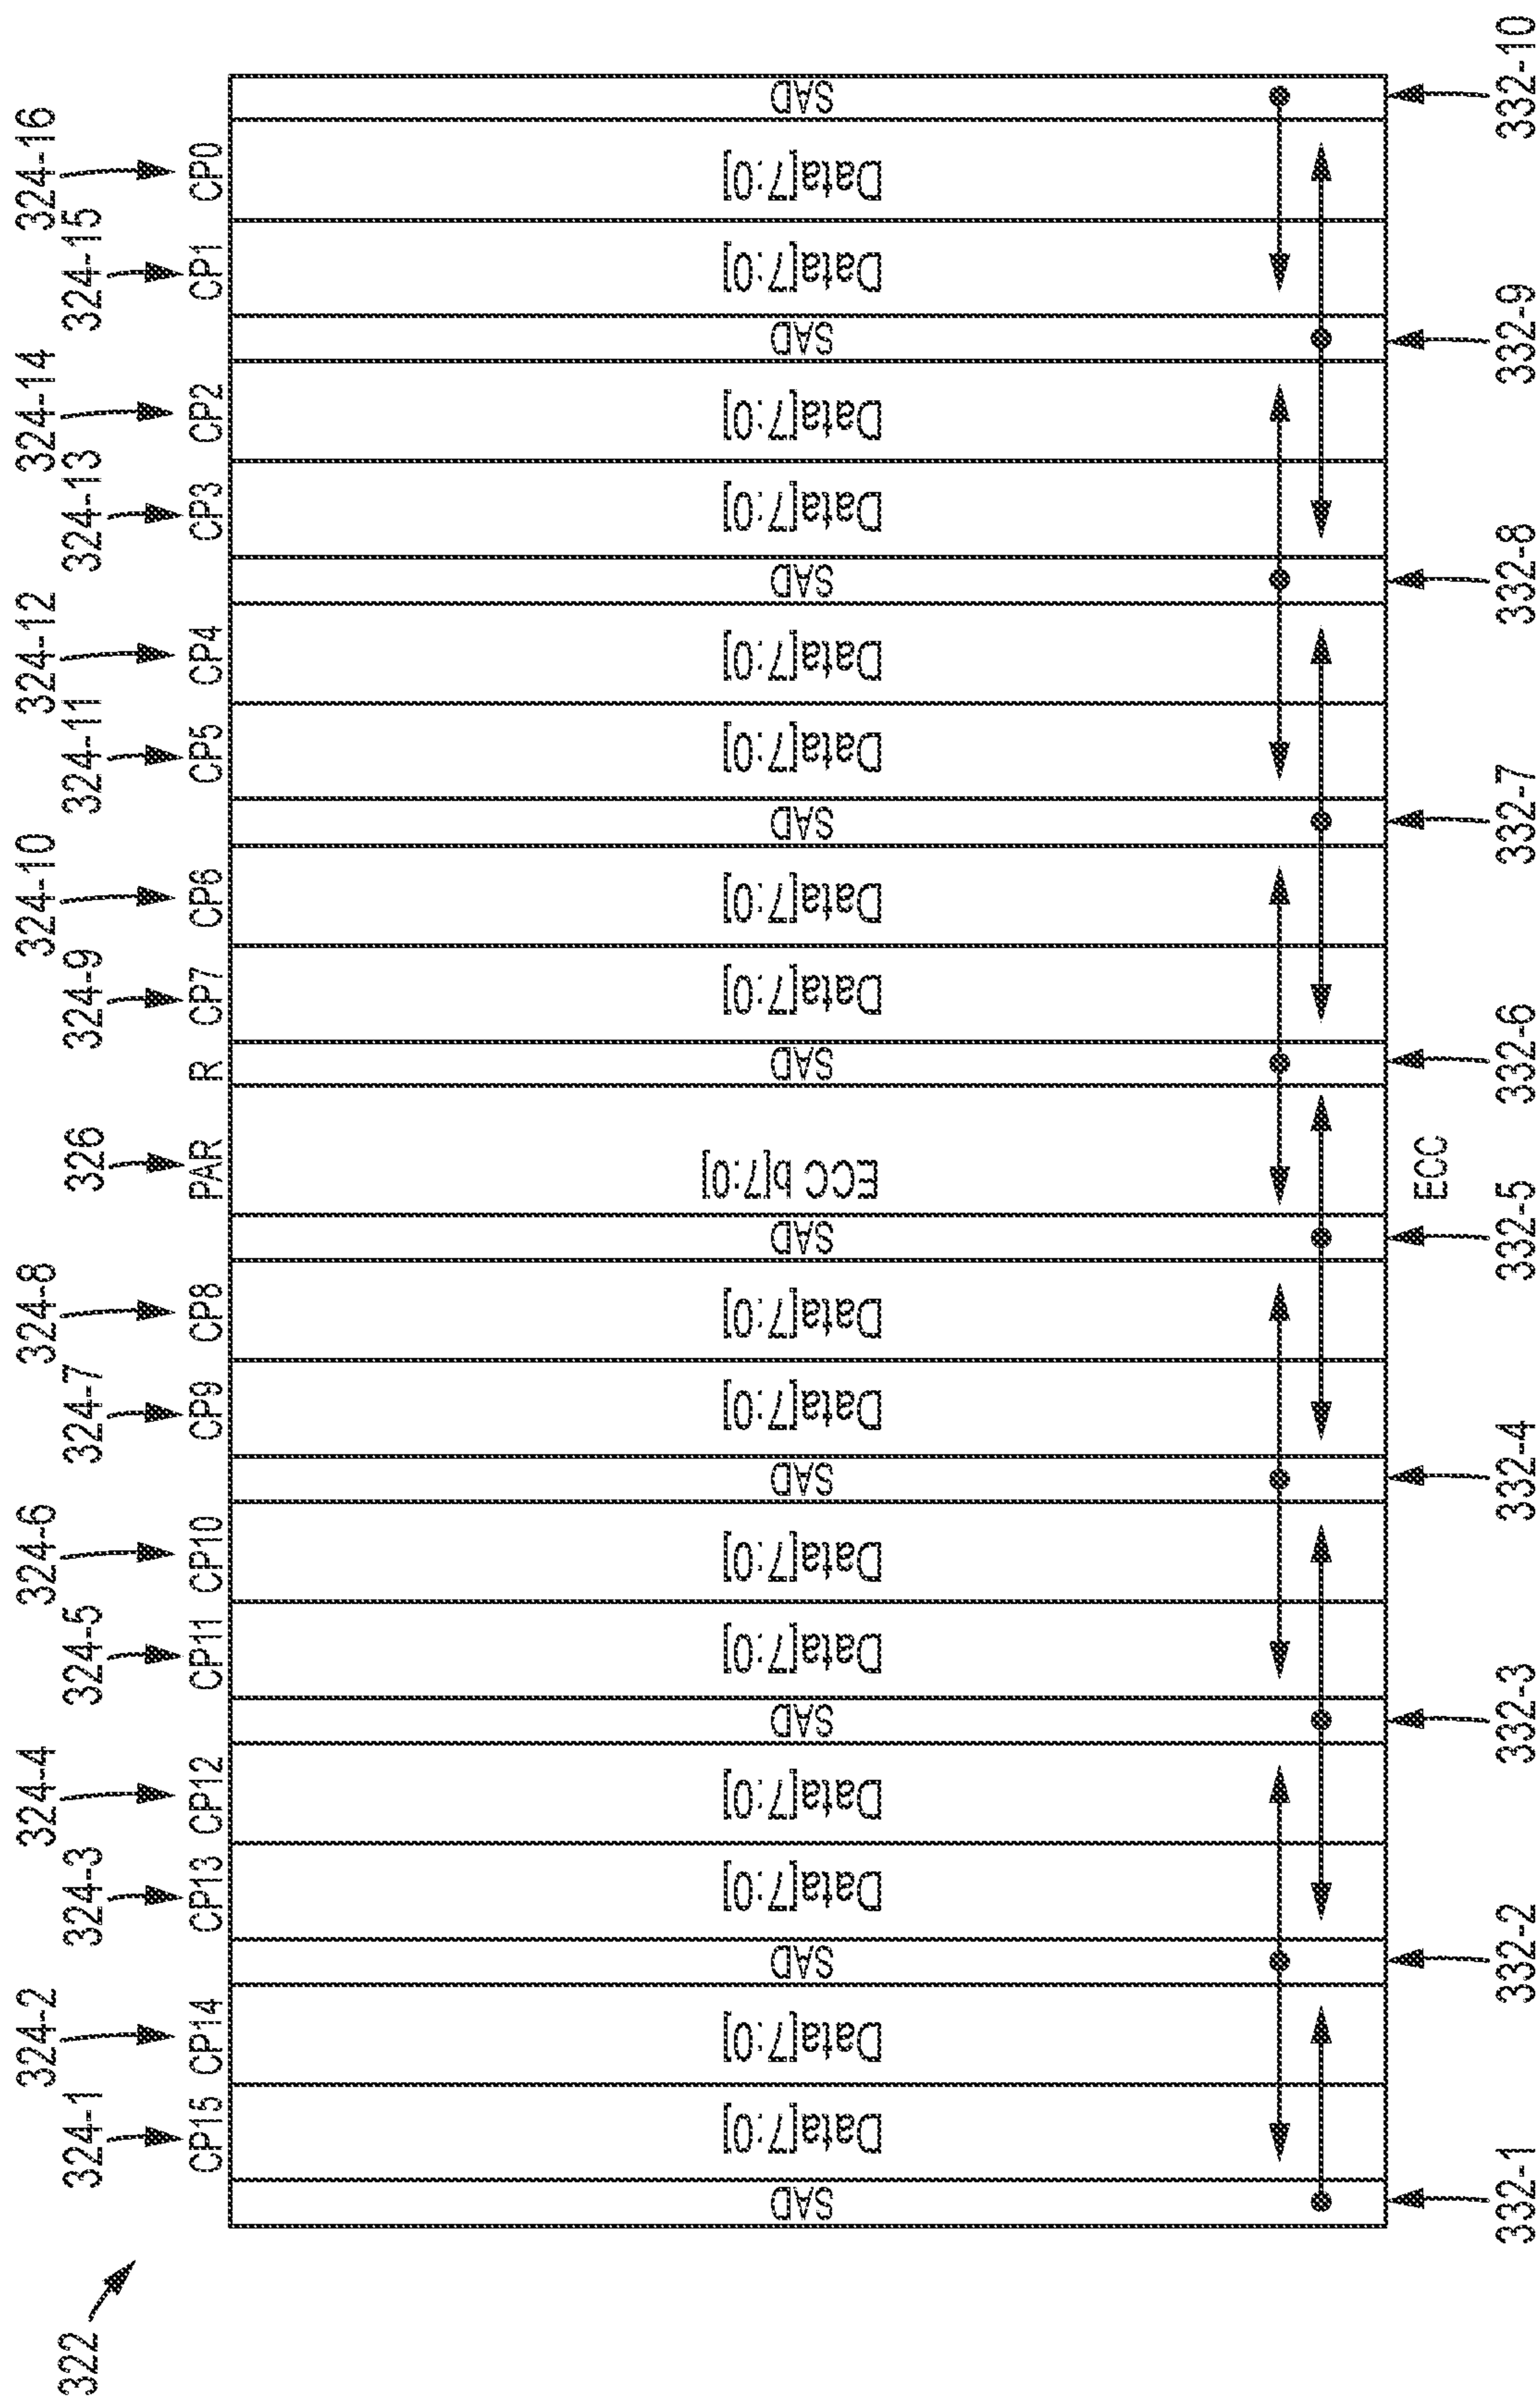 322
324-1
324-2
324-3
324-4
324-5
324-6
324-7
324-8
326
324-9
324-10
324-11
324-12
324-13
324-14
324-15
324-16
CP15
CP14
CP13
CP12
CP11
CP10
CP9
CP8
PAR
R
CP7
CP6
CP5
CP4
CP3
CP2
CP1
CP0
SAD
Data[7:0]
Data[7:0]
SAD
Data[7:0]
Data[7:0]
SAD
Data[7:0]
Data[7:0]
SAD
Data[7:0]
Data[7:0]
SAD
ECC b[7:0]
SAD
Data[7:0]
Data[7:0]
SAD
Data[7:0]
Data[7:0]
SAD
Data[7:0]
Data[7:0]
SAD
Data[7:0]
Data[7:0]
SAD
ECC
332-1
332-2
332-3
332-4
332-5
332-6
332-7
332-8
332-9
332-10